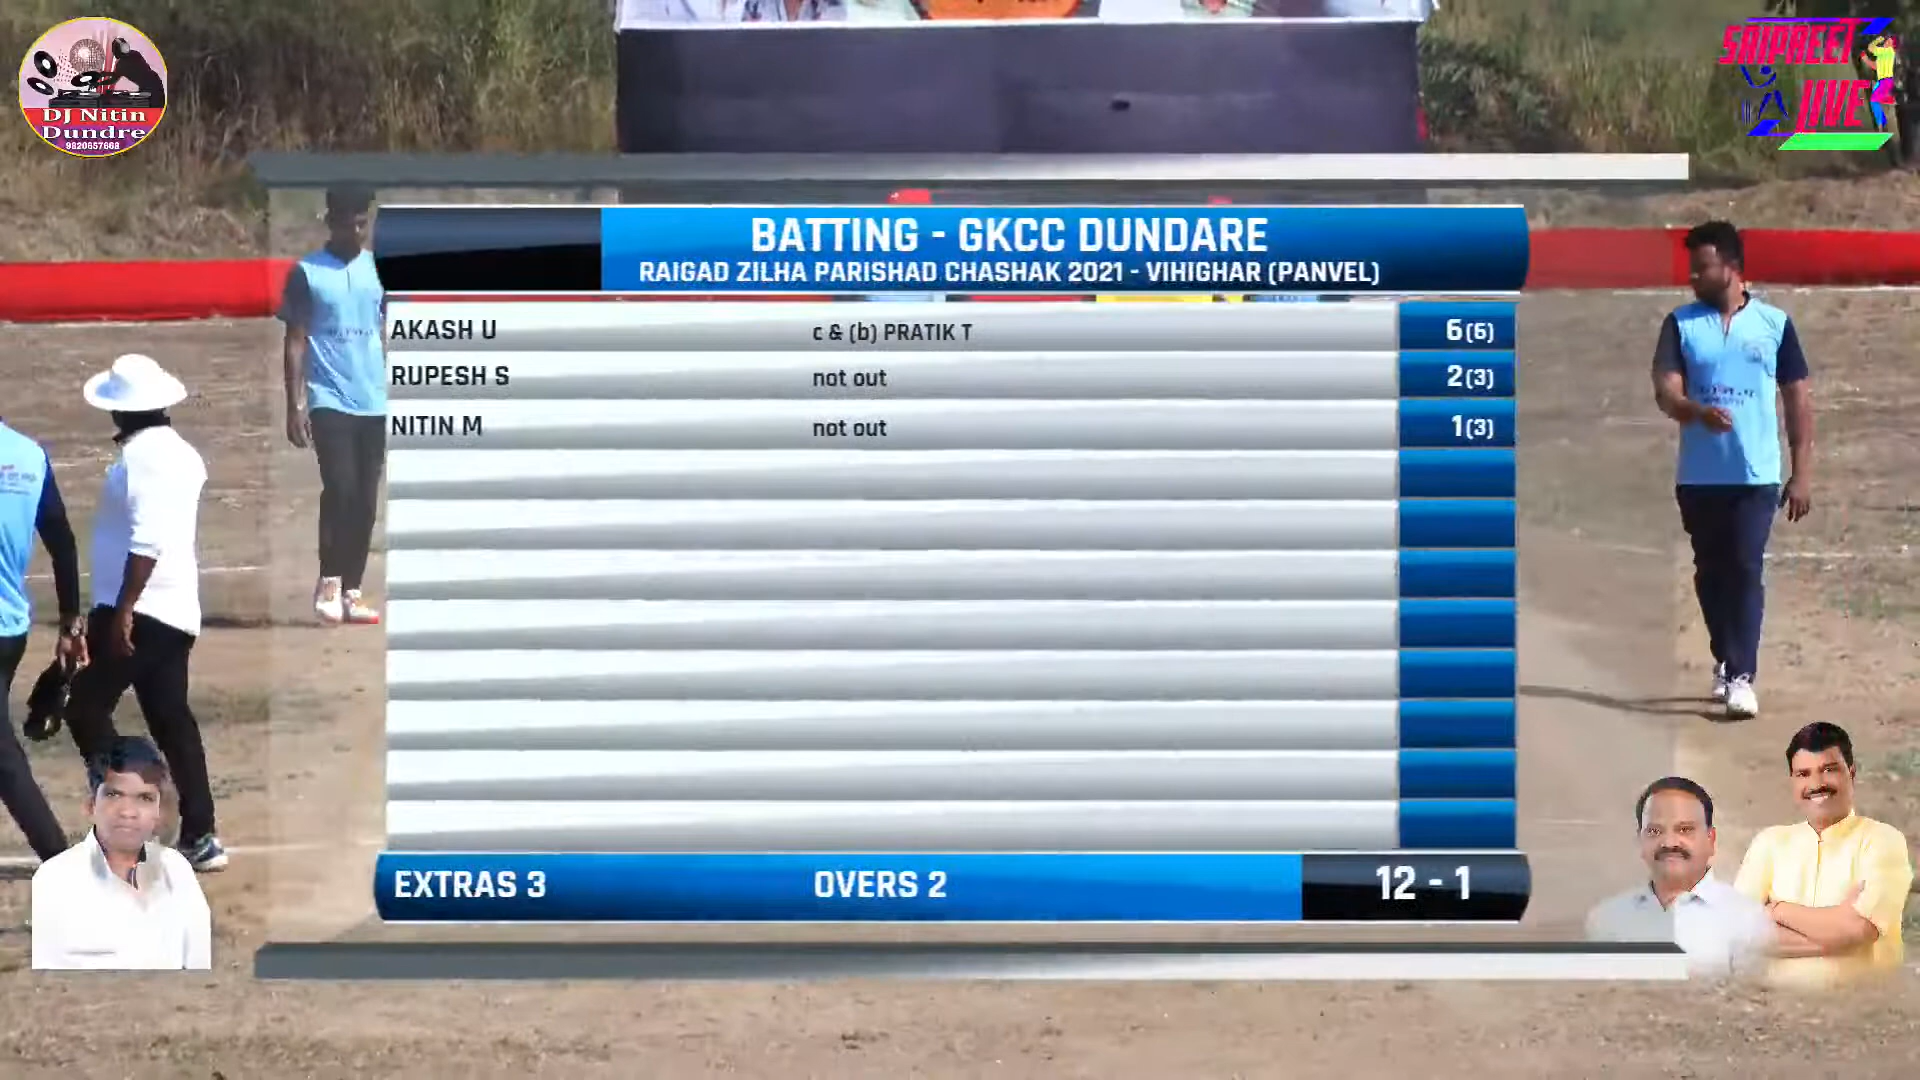 DJ Nitin
Dundre
9820657668
SAIPREET
LIVE
BATTING - GKCC DUNDARE
RAIGAD ZILHA PARISHAD CHASHAK 2021 - VIHIGHAR (PANVEL)
AKASH U c & (b) PRATIK T 6(6)
RUPESH S not out 2(3)
NITIN M not out 1(3)
EXTRAS 3 OVERS 2 12 - 1